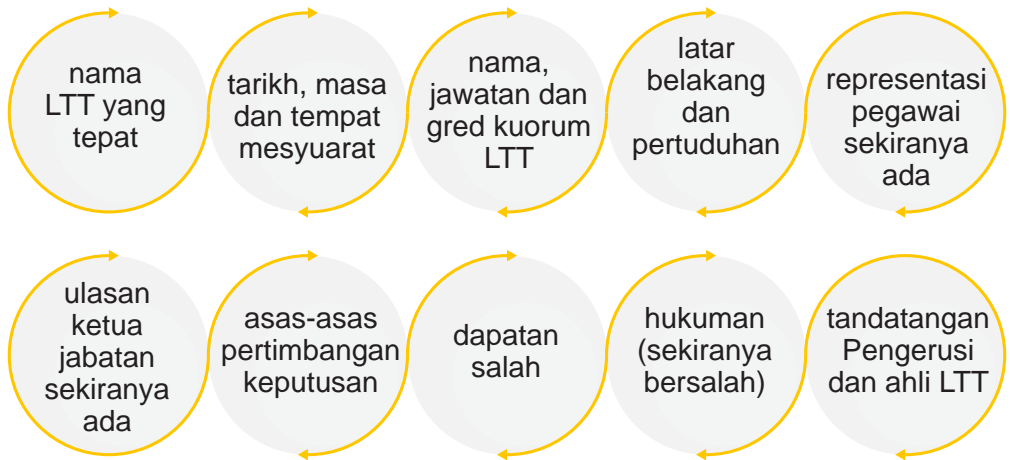 nama
LTT yang
tepat
tarikh, masa
dan tempat
mesyuarat
nama,
jawatan dan
gred kuorum
LTT
latar
belakang
dan
pertuduhan
representasi
pegawai
sekiranya
ada
ulasan
ketua
jabatan
sekiranya
ada
asas-asas
pertimbangan
keputusan
dapatan
salah
hukuman
(sekiranya
bersalah)
tandatangan
Pengerusi
dan ahli LTT